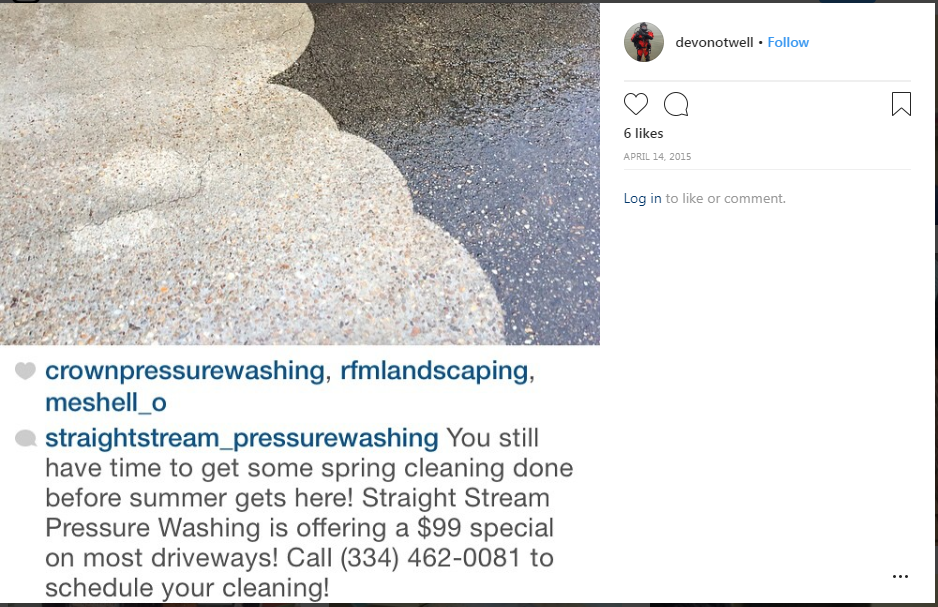 devonotwell • Follow
6 likes
APRIL 14, 2015
Log in to like or comment.
crownpressurewashing, rfmlandscaping,
meshell_o
straightstream_pressurewashing You still
have time to get some spring cleaning done
before summer gets here! Straight Stream
Pressure Washing is offering a $99 special
on most driveways! Call (334) 462-0081 to
schedule your cleaning!